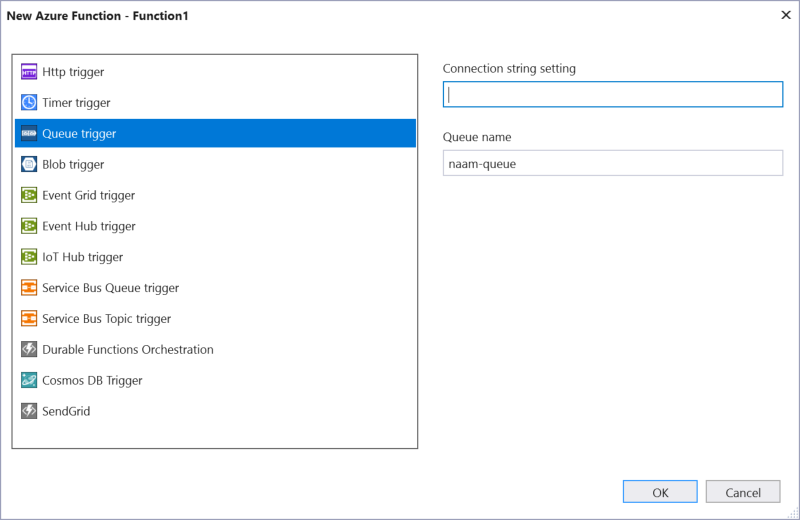 New Azure Function - Function1
HTTP
Http trigger
Timer trigger
Queue trigger
Blob trigger
Event Grid trigger
Event Hub trigger
IoT Hub trigger
Service Bus Queue trigger
Service Bus Topic trigger
Durable Functions Orchestration
Cosmos DB Trigger
SendGrid
Connection string setting
Queue name
naam-queue
OK
Cancel